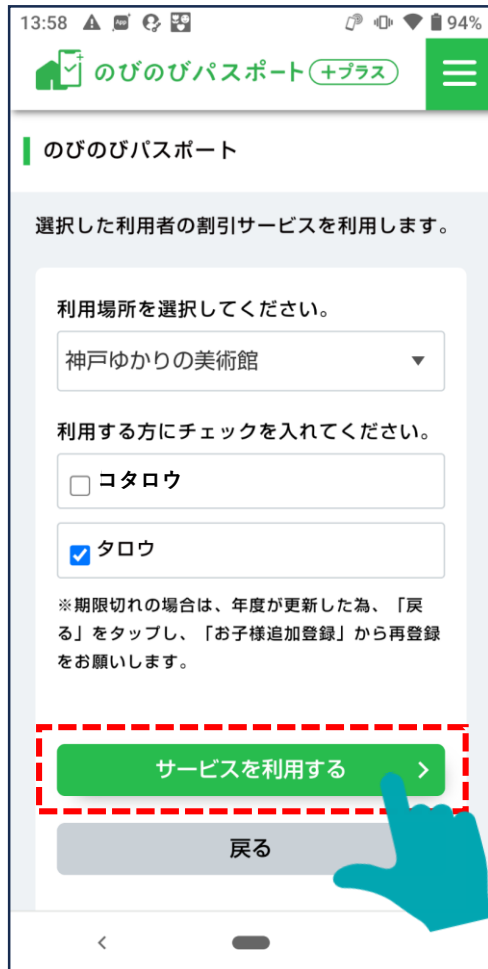 13:58 94%
のびのびパスポート +プラス
のびのびパスポート
選択した利用者の割引サービスを利用します。
利用場所を選択してください。
神戸ゆかりの美術館
利用する方にチェックを入れてください。
コタロウ
タロウ
※期限切れの場合は、年度が更新した為、「戻
る」をタップし、「お子様追加登録」から再登録
をお願いします。
サービスを利用する
戻る